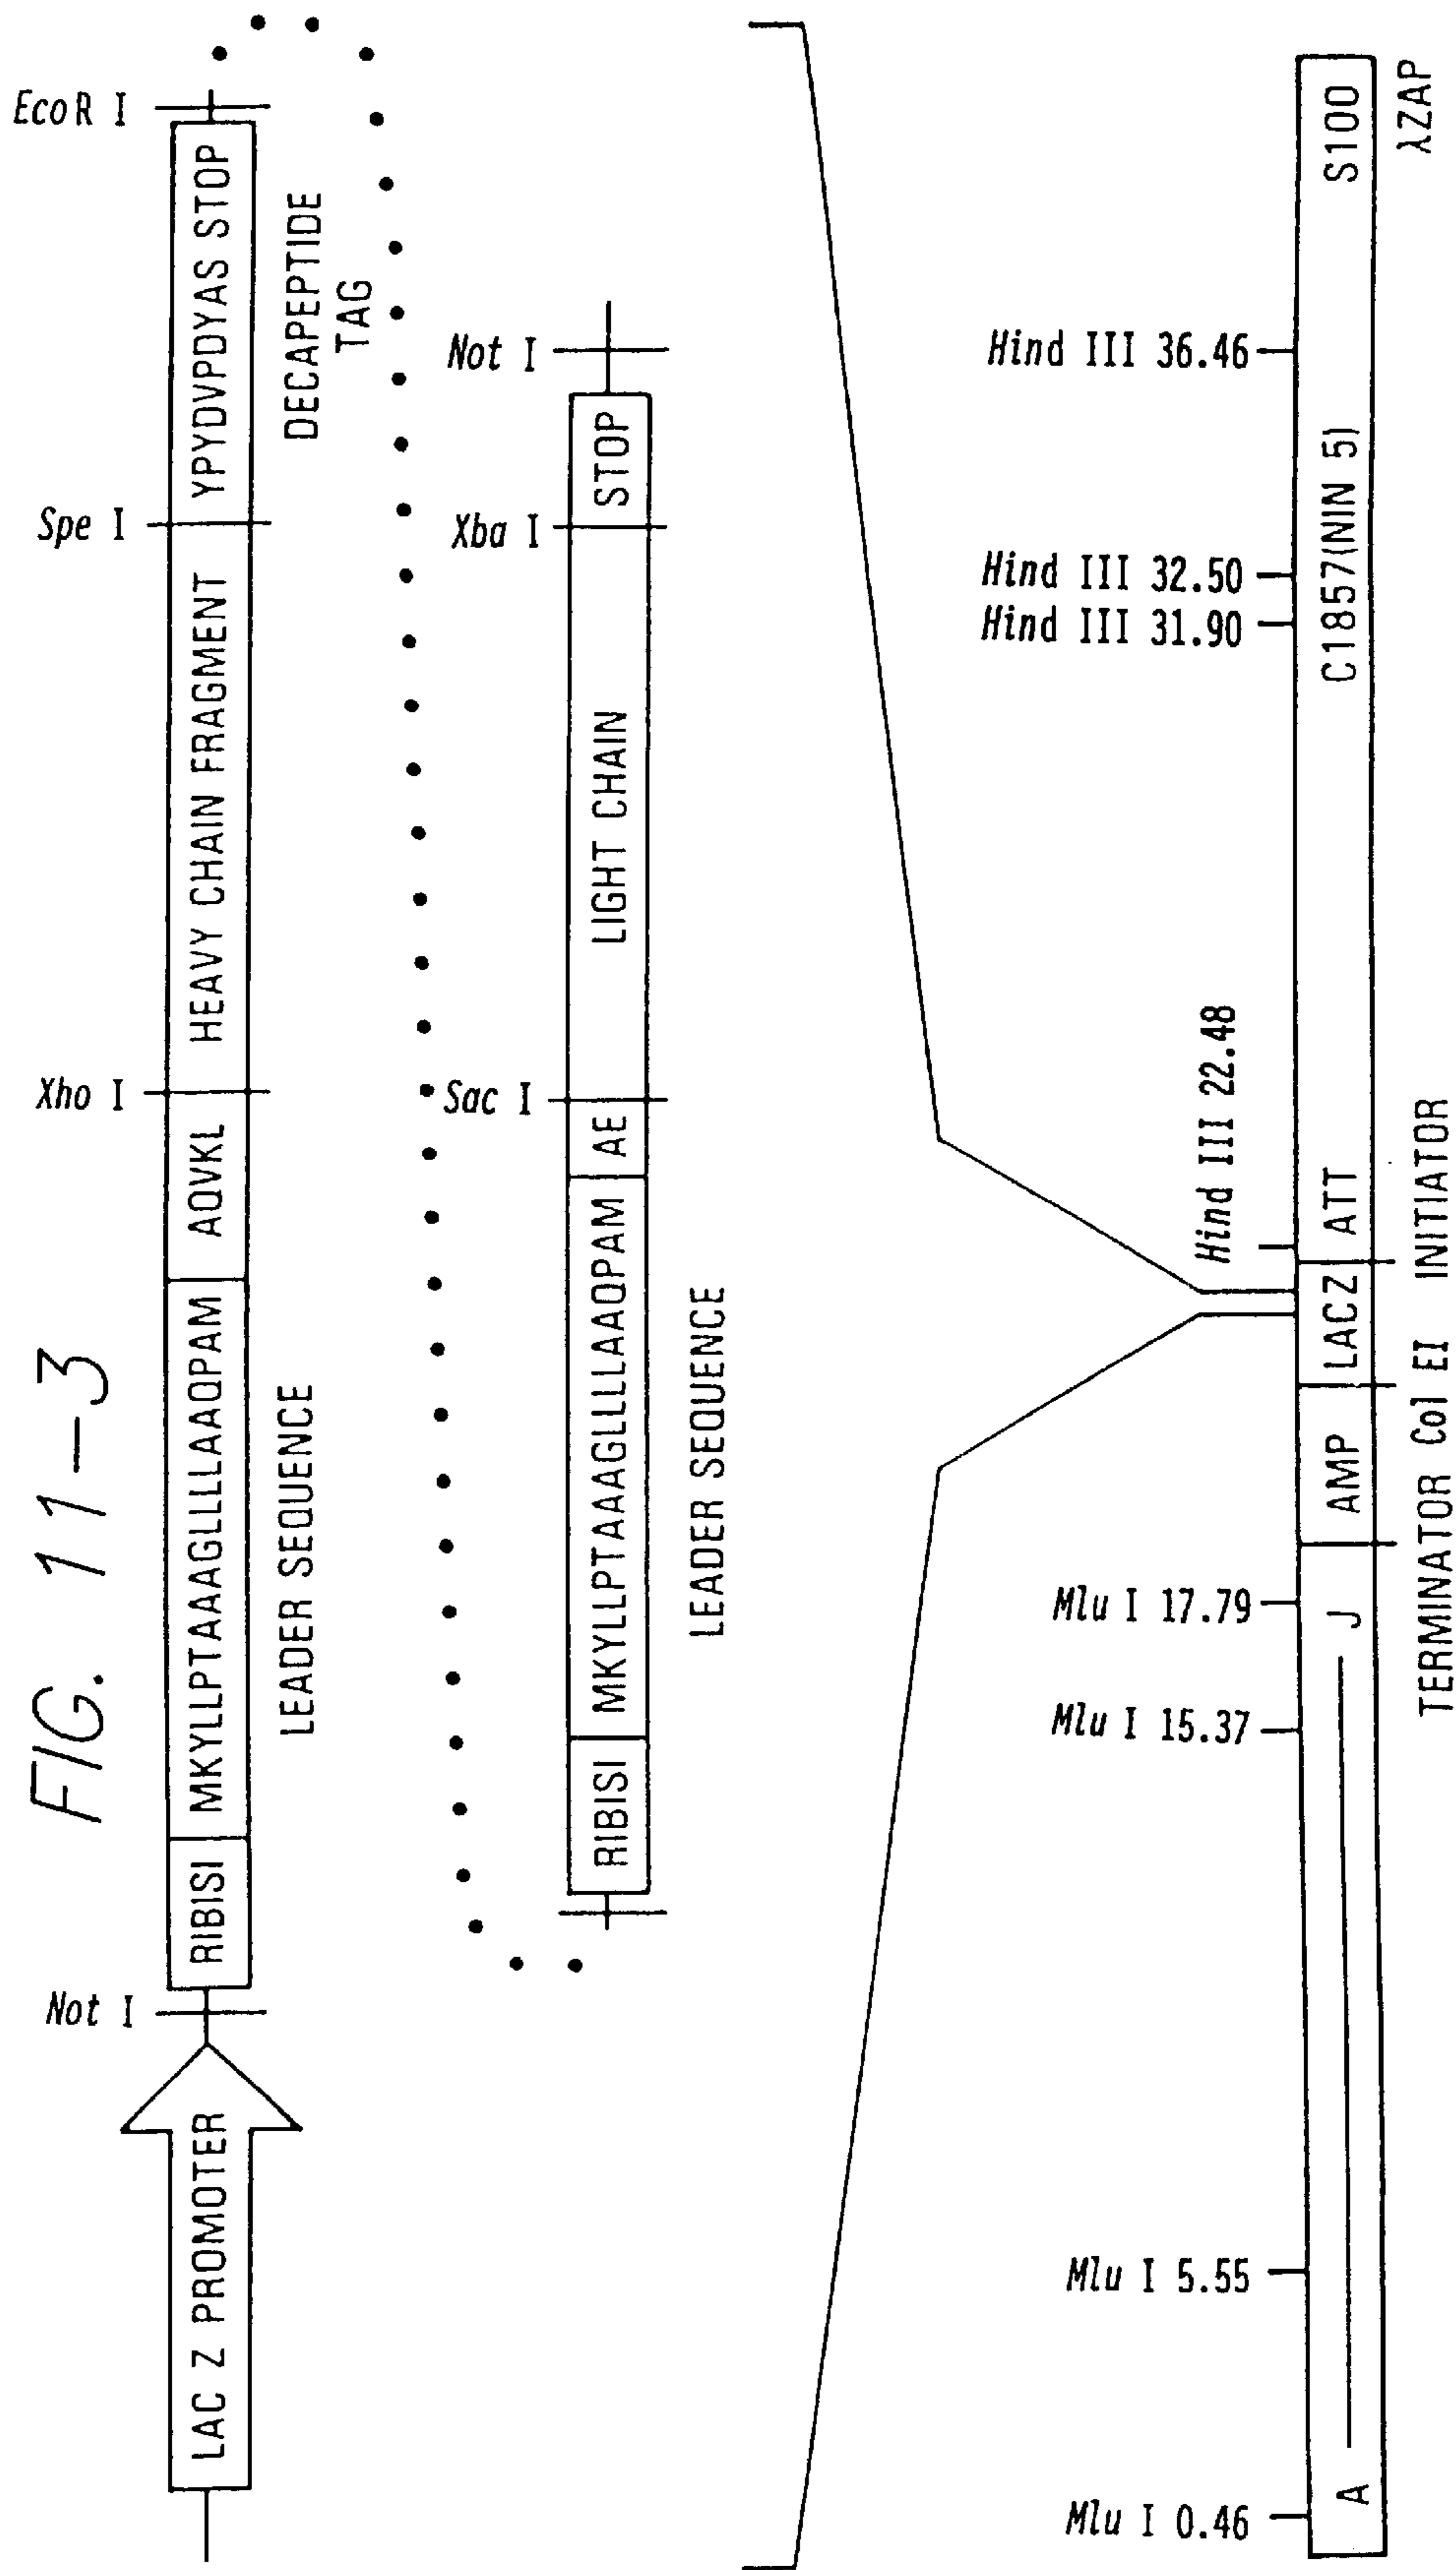 FIG. 11-3
Not I
Xho I
Spe I
EcoR I
LAC Z PROMOTER
RIBISI
MKYLLPTAAAGLLLLAAQPAM
AQVKL
HEAVY CHAIN FRAGMENT
YPYDVPDYAS STOP
LEADER SEQUENCE
DECAPEPTIDE
TAG
Sac I
Xba I
Not I
RIBISI
MKYLLPTAAAGLLLLAAQPAM
AE
LIGHT CHAIN
STOP
LEADER SEQUENCE
Mlu I 0.46
Mlu I 5.55
Mlu I 15.37
Mlu I 17.79
Hind III 22.48
Hind III 31.90
Hind III 32.50
Hind III 36.46
A
J
AMP
LACZ
ATT
C1857(NIN 5)
S100
TERMINATOR Col EI INITIATOR
λZAP